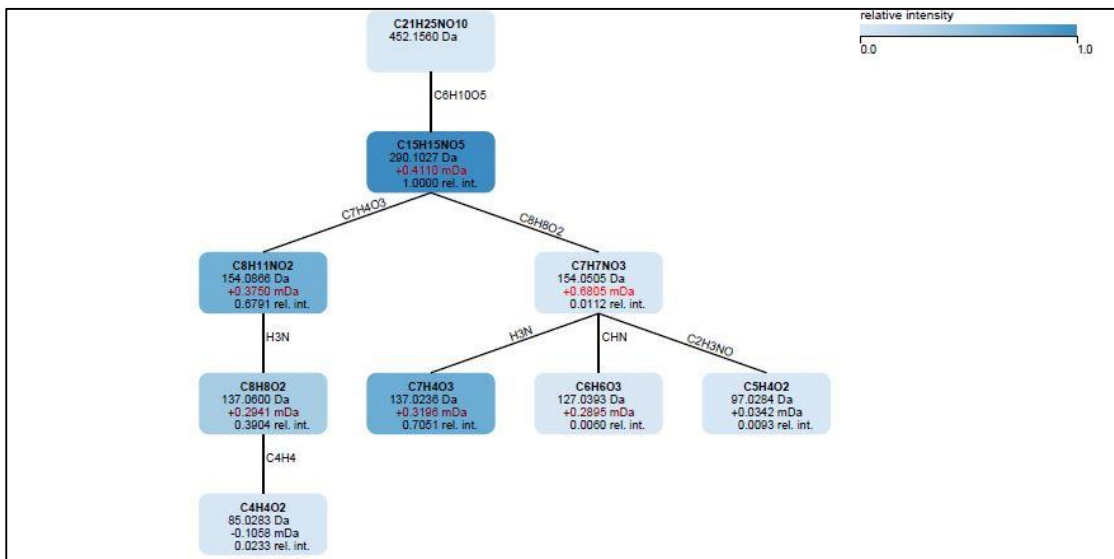 C21H25NO10
452.1560 Da
relative intensity
0.0
1.0
C6H10O5
C15H15NO5
290.1027 Da
+0.4110 mDa
1.0000 rel. int.
C7H4O3
C8H8O2
C8H11NO2
154.0866 Da
+0.3750 mDa
0.6791 rel. int.
C7H7NO3
154.0505 Da
+0.6805 mDa
0.0112 rel. int.
H3N
H3N
CHN
C2H3NO
C8H8O2
137.0600 Da
+0.2941 mDa
0.3904 rel. int.
C7H4O3
137.0236 Da
+0.3196 mDa
0.7051 rel. int.
C6H6O3
127.0393 Da
+0.2895 mDa
0.0060 rel. int.
C5H4O2
97.0284 Da
+0.0342 mDa
0.0093 rel. int.
C4H4
C4H4O2
85.0283 Da
-0.1058 mDa
0.0233 rel. int.